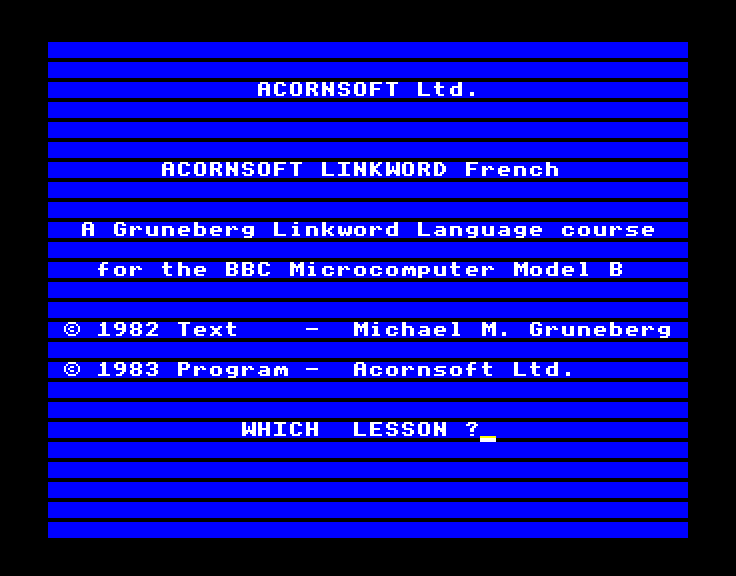 ACORNSOFT Ltd.
ACORNSOFT LINKWORD French
A Gruneberg Linkword Language course
for the BBC Microcomputer Model B
© 1982 Text - Michael M. Gruneberg
© 1983 Program - Acornsoft Ltd.
WHICH LESSON ?_